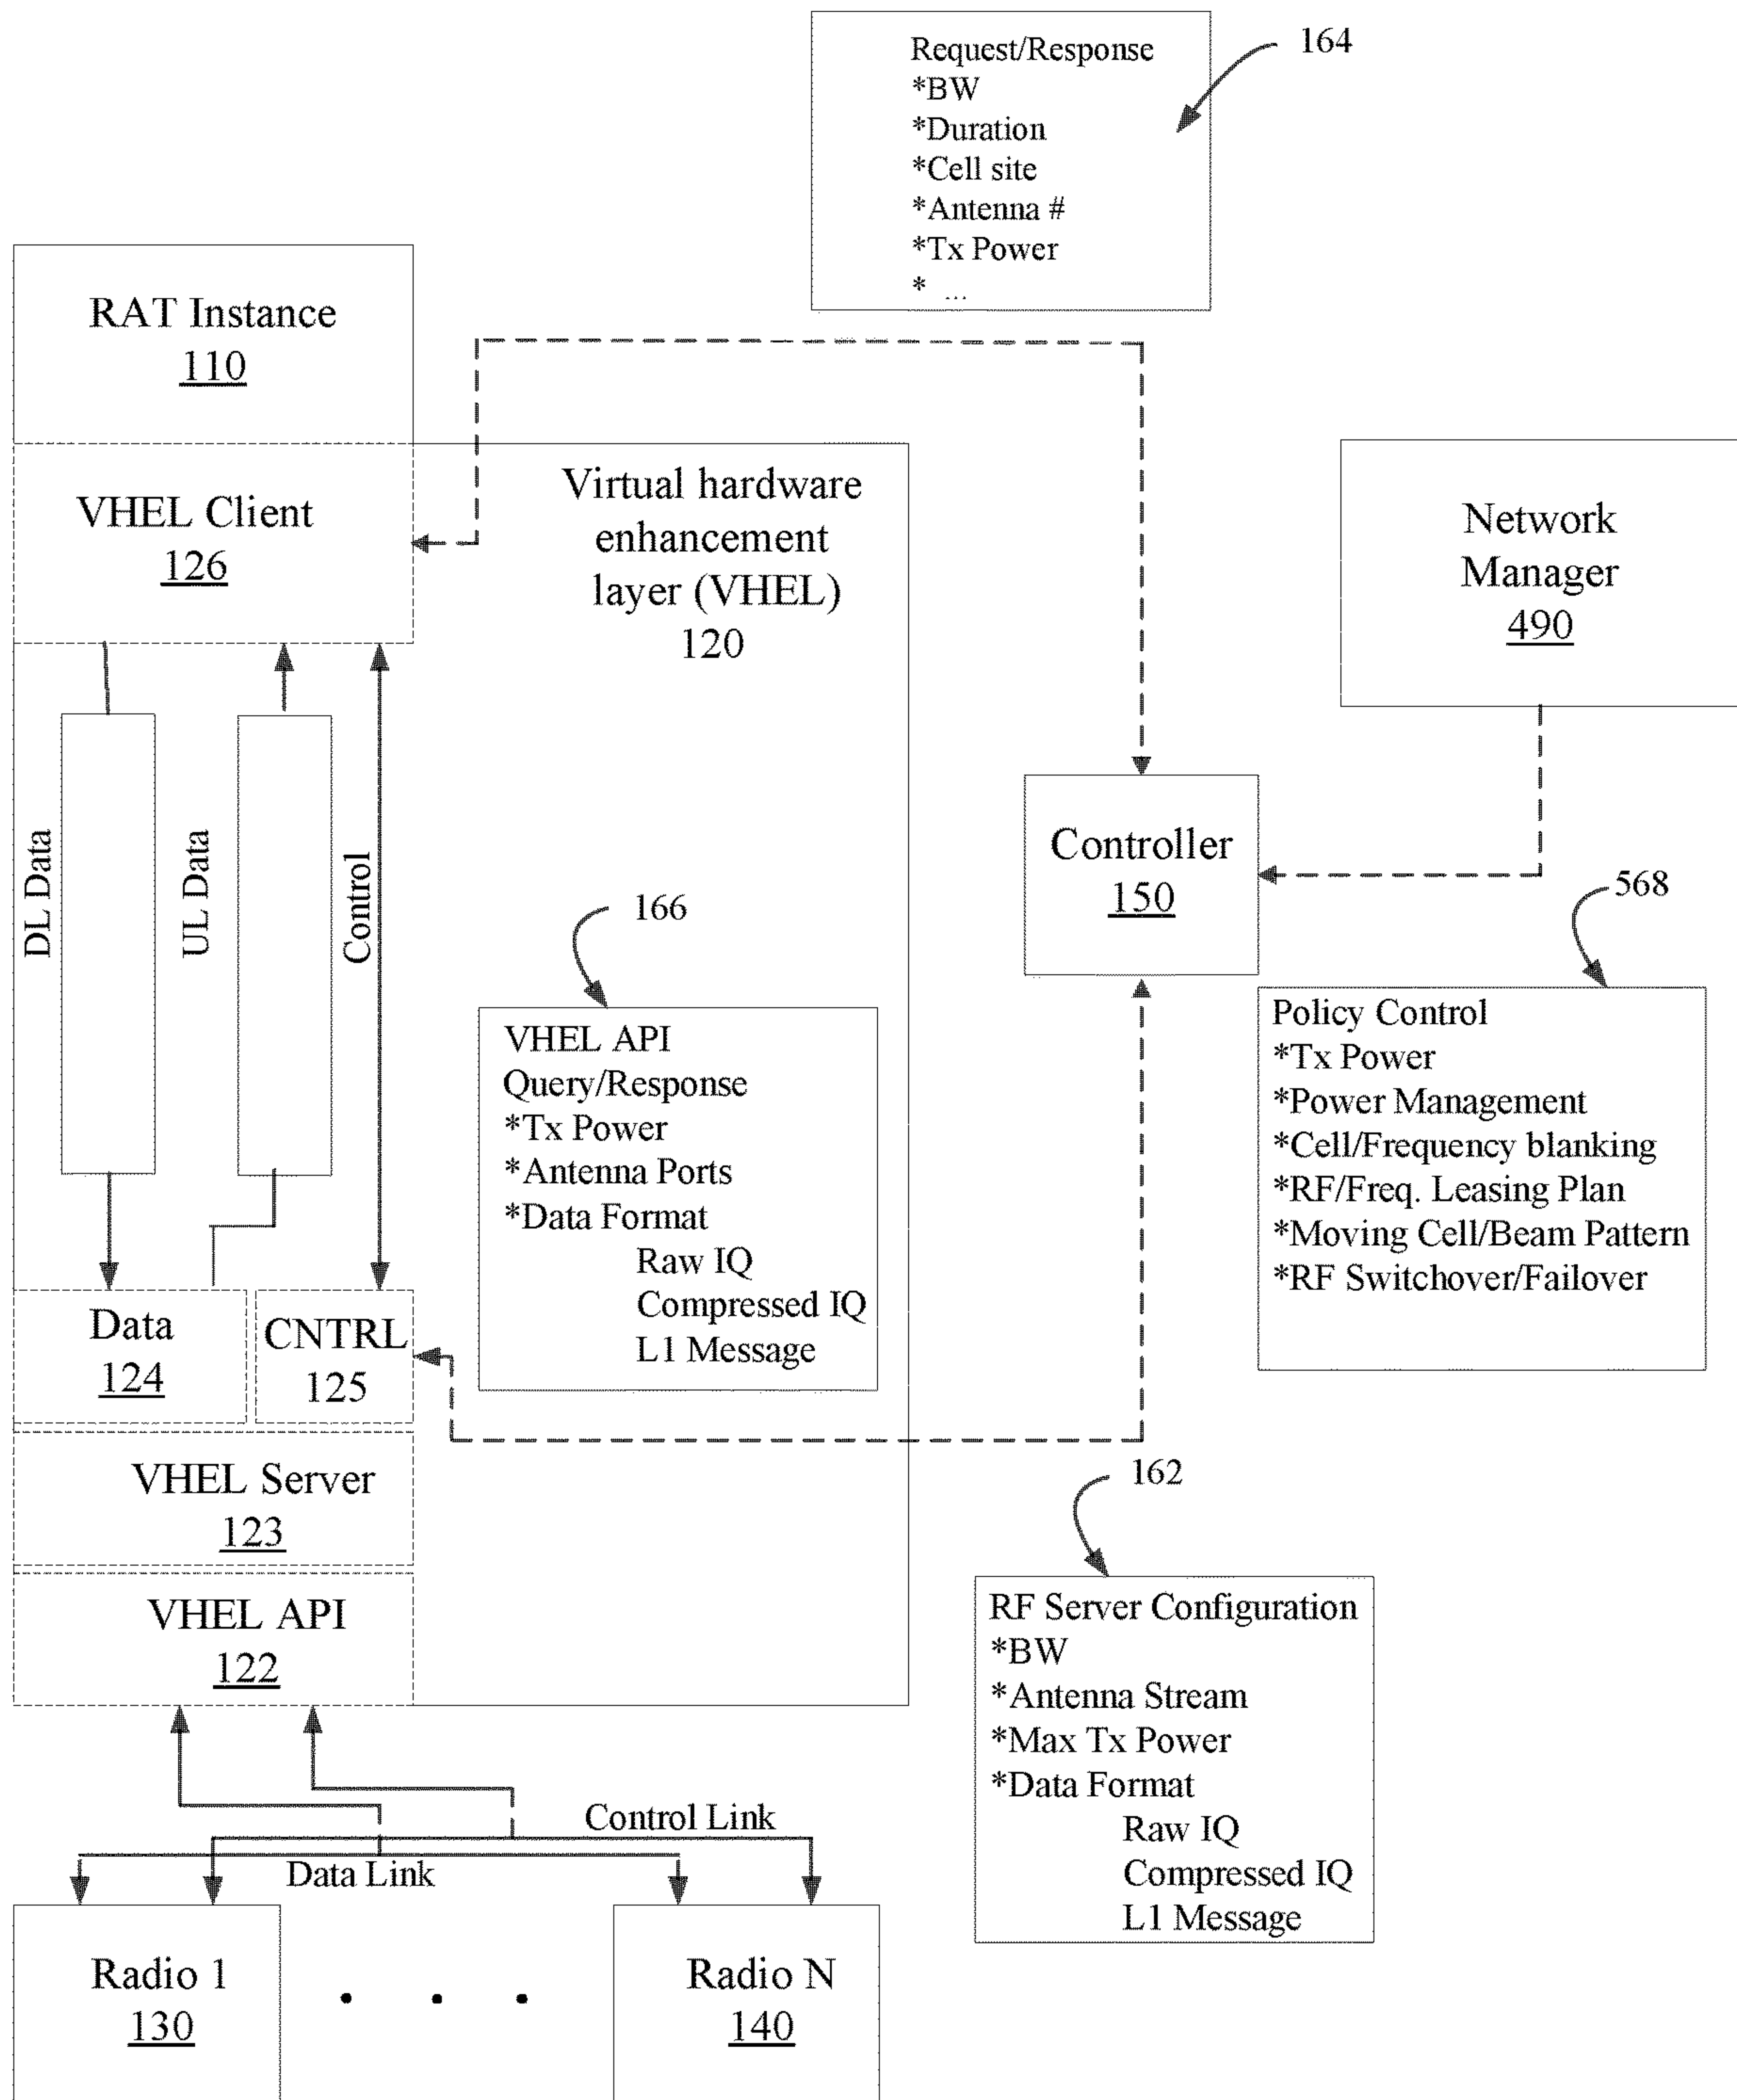 Request/Response
*BW
*Duration
*Cell site
*Antenna #
*Tx Power
* ...
164
RAT Instance
110
VHEL Client
126
Virtual hardware
enhancement
layer (VHEL)
120
Network
Manager
490
DL Data
UL Data
Control
Controller
150
166
VHEL API
Query/Response
*Tx Power
*Antenna Ports
*Data Format
Raw IQ
Compressed IQ
L1 Message
568
Policy Control
*Tx Power
*Power Management
*Cell/Frequency blanking
*RF/Freq. Leasing Plan
*Moving Cell/Beam Pattern
*RF Switchover/Failover
Data
124
CNTRL
125
VHEL Server
123
VHEL API
122
162
RF Server Configuration
*BW
*Antenna Stream
*Max Tx Power
*Data Format
Raw IQ
Compressed IQ
L1 Message
Control Link
Data Link
Radio 1
130
Radio N
140